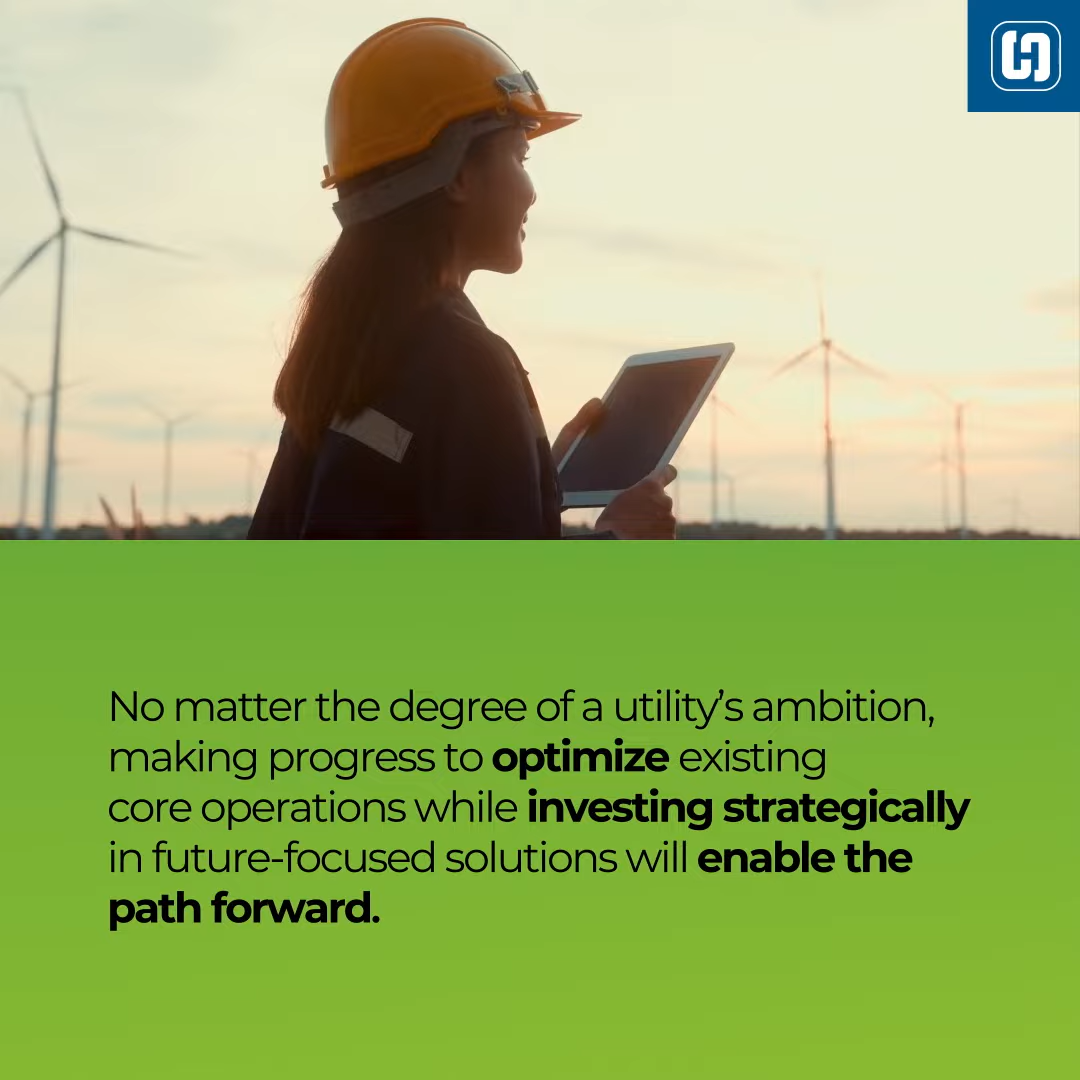 No matter the degree of a utility’s ambition,
making progress to optimize existing
core operations while investing strategically
in future-focused solutions will enable the
path forward.